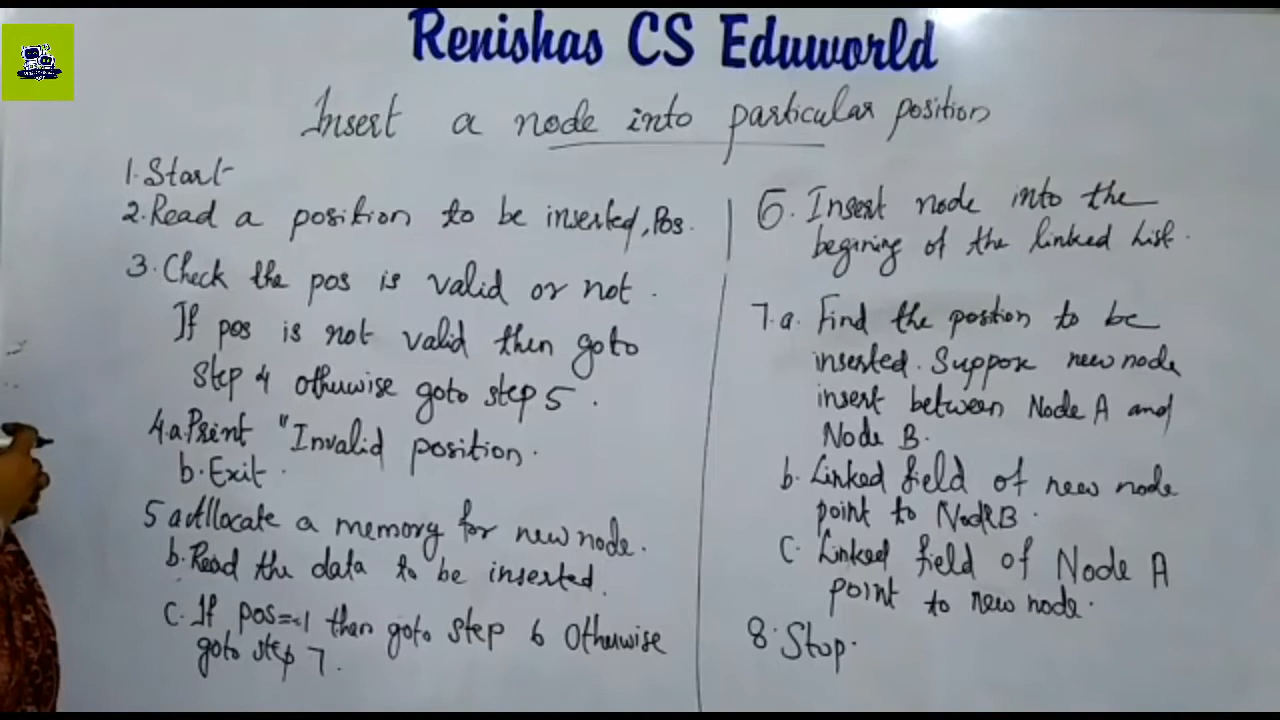 Renishas CS Eduworld
Insert a node into particular position
1. Start
2. Read a position to be inserted, Pos.
3. Check the pos is valid or not.
If pos is not valid then goto
step 4 otherwise goto step 5.
4. a. Print "Invalid position.
b. Exit.
5 a. Allocate a memory for new node.
b. Read the data to be inserted.
c. If pos==1 then goto step 6 Otherwise
goto step 7.
6. Insert node into the
begining of the linked list.
7. a. Find the position to be
inserted. Suppose new node
insert between Node A and
Node B.
b. Linked field of new node
point to Node B.
c. Linked field of Node A
point to new node.
8. Stop.